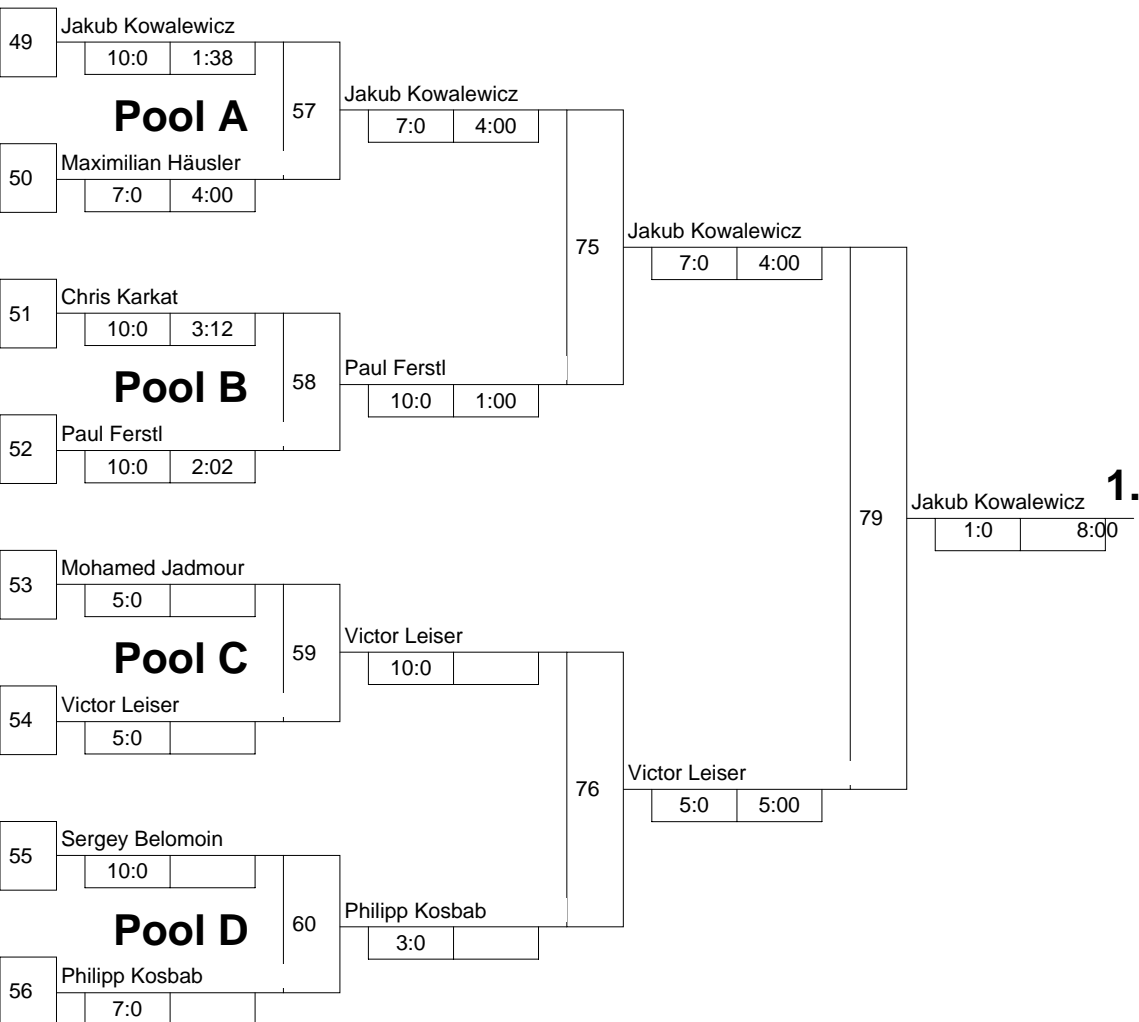 49
Jakub Kowalewicz
10:0 1:38
Pool A
57
Jakub Kowalewicz
7:0 4:00
50
Maximilian Häusler
7:0 4:00
75
Jakub Kowalewicz
7:0 4:00
51
Chris Karkat
10:0 3:12
Pool B
58
Paul Ferstl
10:0 1:00
52
Paul Ferstl
10:0 2:02
79
Jakub Kowalewicz 1.
1:0 8:00
53
Mohamed Jadmour
5:0
Pool C
59
Victor Leiser
10:0
54
Victor Leiser
5:0
76
Victor Leiser
5:0 5:00
55
Sergey Belomoin
10:0
Pool D
60
Philipp Kosbab
3:0
56
Philipp Kosbab
7:0